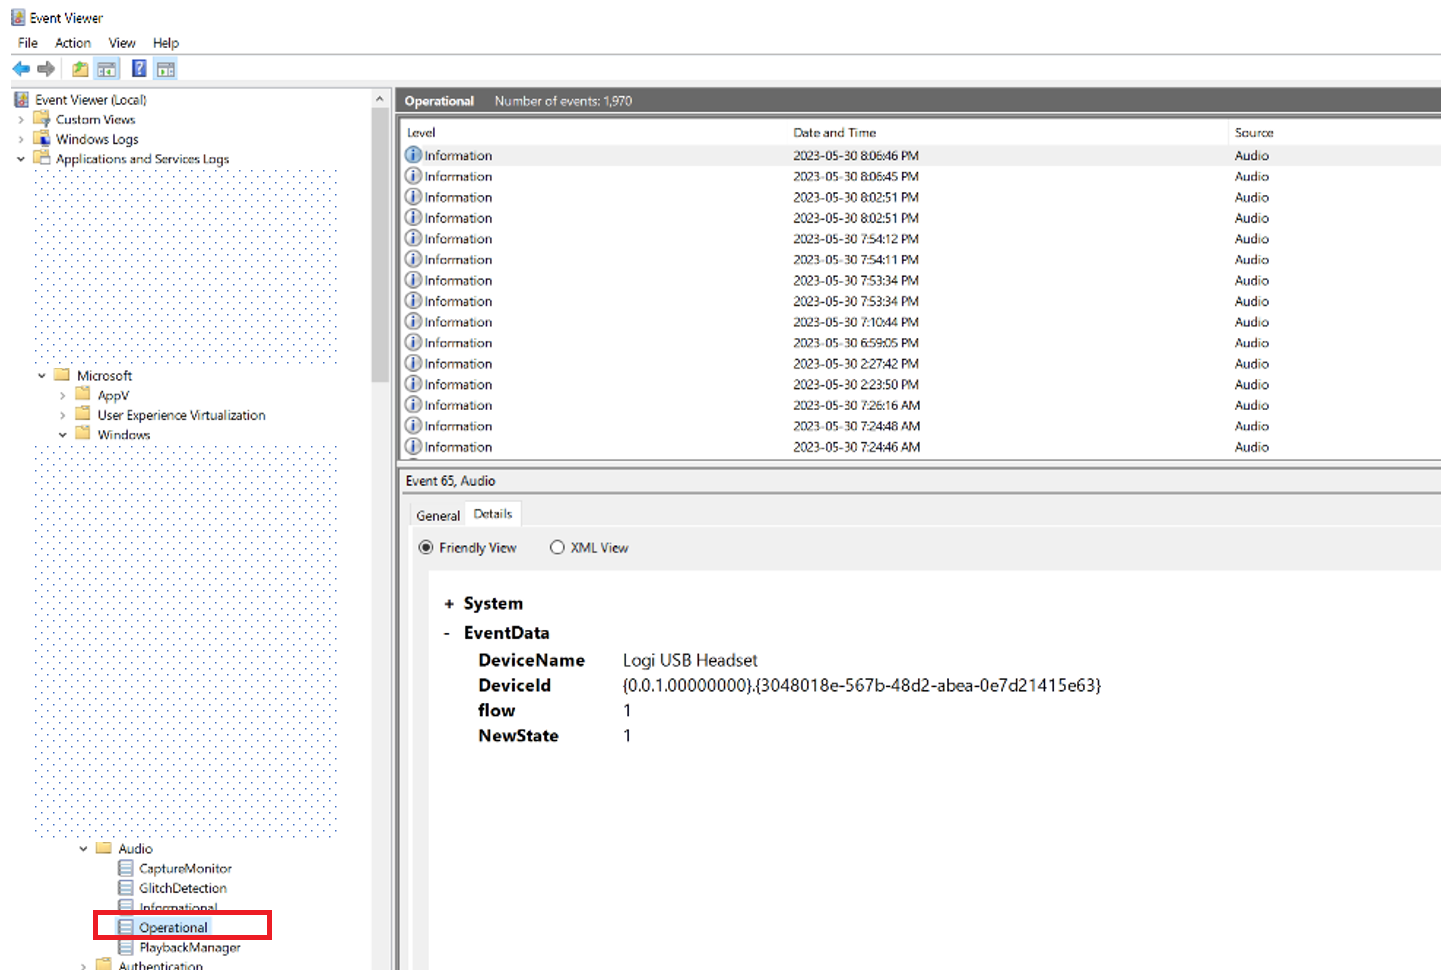 Event Viewer
File Action View Help
Event Viewer (Local)
Custom Views
Windows Logs
Applications and Services Logs
Microsoft
AppV
User Experience Virtualization
Windows
Audio
CaptureMonitor
GlitchDetection
Informational
Operational
PlaybackManager
Authentication
Operational Number of events: 1,970
Level Date and Time Source
Information 2023-05-30 8:06:46 PM Audio
Information 2023-05-30 8:06:45 PM Audio
Information 2023-05-30 8:02:51 PM Audio
Information 2023-05-30 8:02:51 PM Audio
Information 2023-05-30 7:54:12 PM Audio
Information 2023-05-30 7:54:11 PM Audio
Information 2023-05-30 7:53:34 PM Audio
Information 2023-05-30 7:53:34 PM Audio
Information 2023-05-30 7:10:44 PM Audio
Information 2023-05-30 6:59:05 PM Audio
Information 2023-05-30 2:27:42 PM Audio
Information 2023-05-30 2:23:50 PM Audio
Information 2023-05-30 7:26:16 AM Audio
Information 2023-05-30 7:24:48 AM Audio
Information 2023-05-30 7:24:46 AM Audio
Event 65, Audio
General Details
Friendly View XML View
+ System
- EventData
DeviceName Logi USB Headset
DeviceId {0.0.1.00000000}.{3048018e-567b-48d2-abea-0e7d21415e63}
flow 1
NewState 1